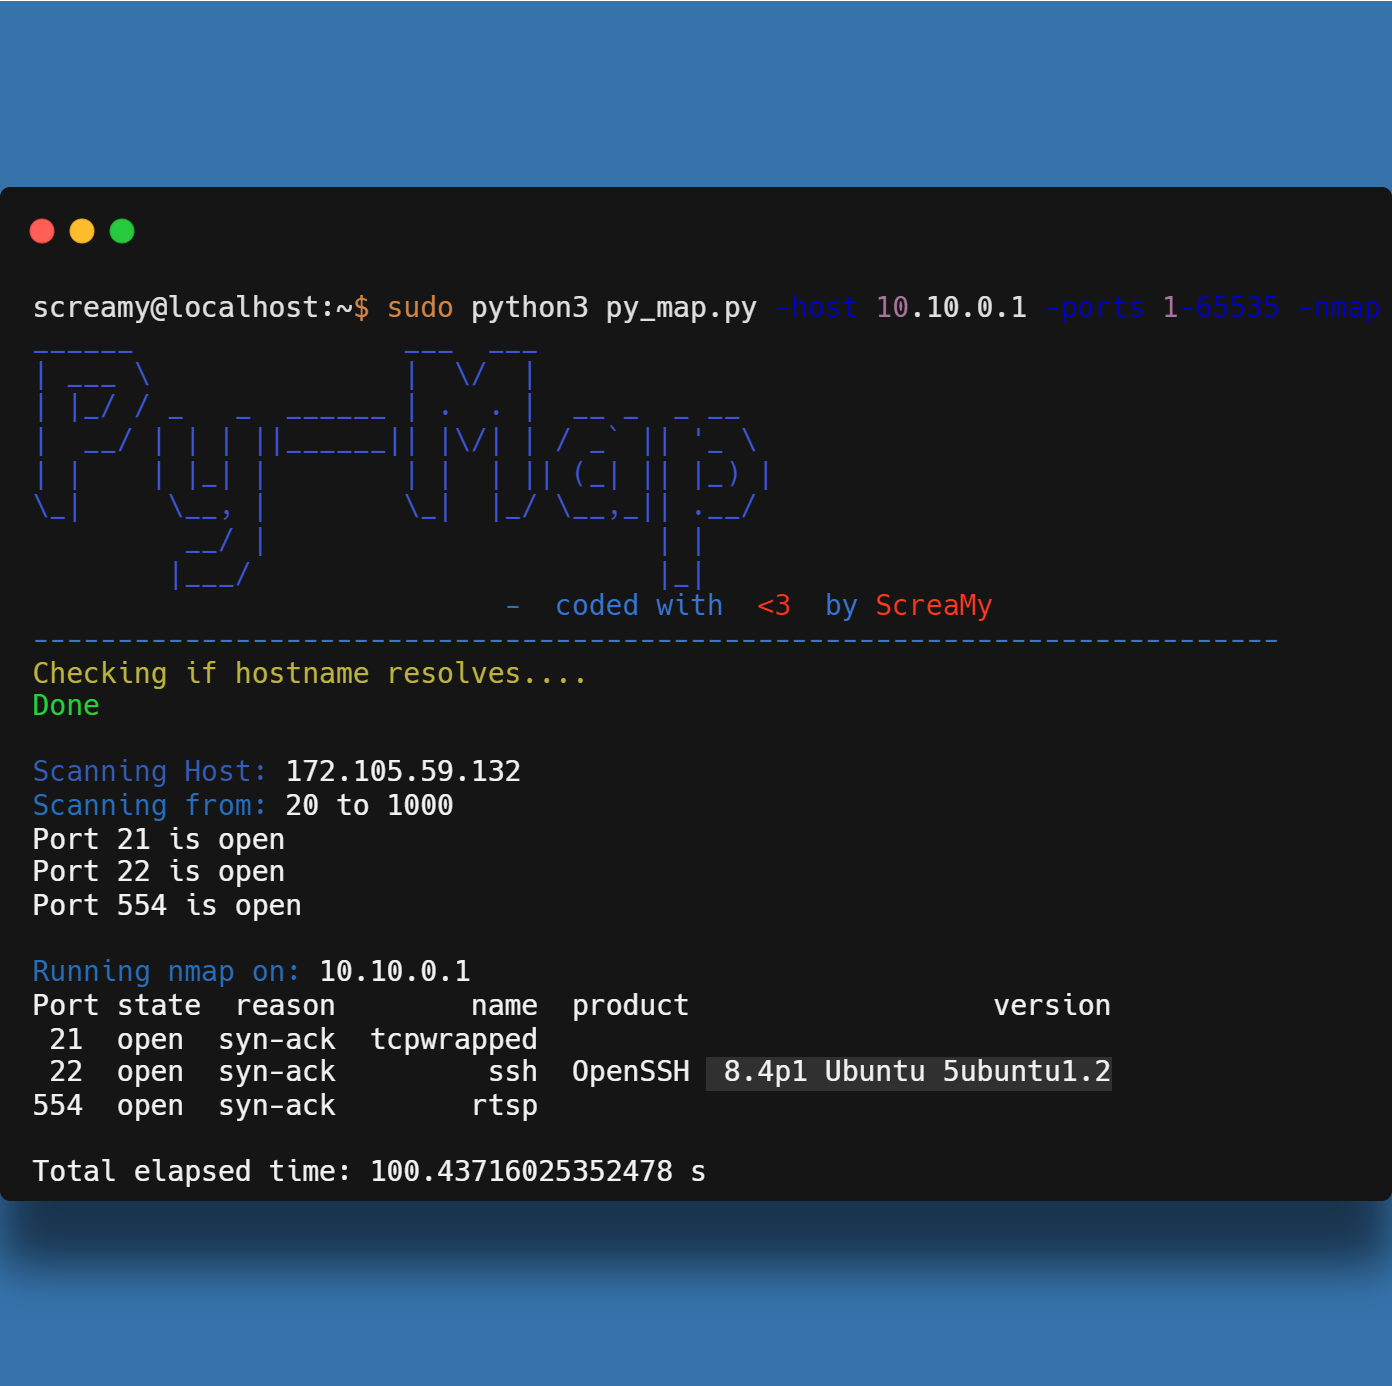 screamy@localhost:~$ sudo python3 py_map.py -host 10.10.0.1 -ports 1-65535 -nmap
Py-Map
- coded with <3 by ScreaMy
--------------------------------------------------------------------------
Checking if hostname resolves....
Done
Scanning Host: 172.105.59.132
Scanning from: 20 to 1000
Port 21 is open
Port 22 is open
Port 554 is open
Running nmap on: 10.10.0.1
Port state reason name product version
21 open syn-ack tcpwrapped
22 open syn-ack ssh OpenSSH 8.4p1 Ubuntu 5ubuntu1.2
554 open syn-ack rtsp
Total elapsed time: 100.43716025352478 s